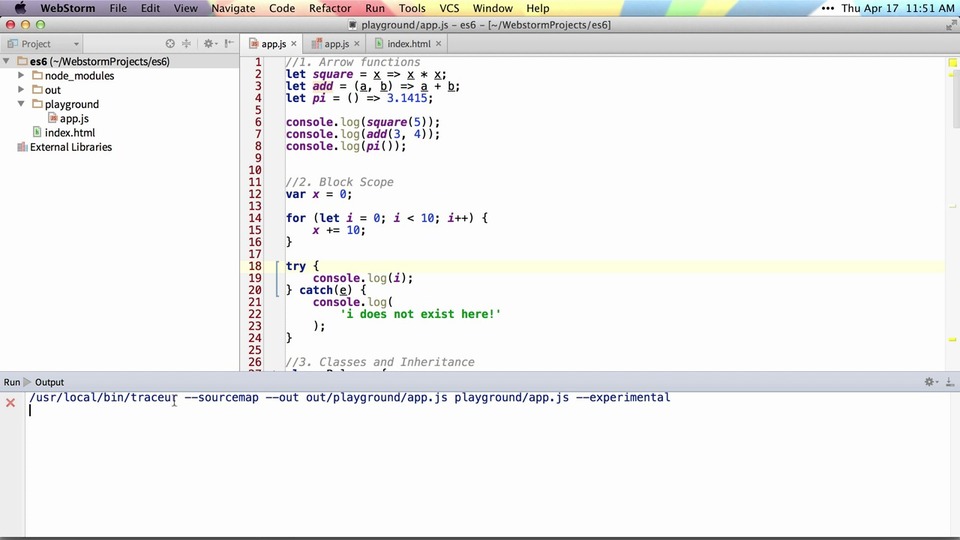 WebStorm File Edit View Navigate Code Refactor Run Tools VCS Window Help ••• Thu Apr 17 11:51 AM
playground/app.js – es6 – [~/WebstormProjects/es6]
Project
app.js × app.js × index.html ×
es6 (~/WebstormProjects/es6)
node_modules
out
playground
app.js
index.html
External Libraries
1 //1. Arrow functions
2 let square = x => x * x;
3 let add = (a, b) => a + b;
4 let pi = () => 3.1415;
5
6 console.log(square(5));
7 console.log(add(3, 4));
8 console.log(pi());
9
10
11 //2. Block Scope
12 var x = 0;
13
14 for (let i = 0; i < 10; i++) {
15 x += 10;
16 }
17
18 try {
19 console.log(i);
20 } catch(e) {
21 console.log(
22 'i does not exist here!'
23 );
24 }
25
26 //3. Classes and Inheritance
Run Output
/usr/local/bin/traceur --sourcemap --out out/playground/app.js playground/app.js --experimental